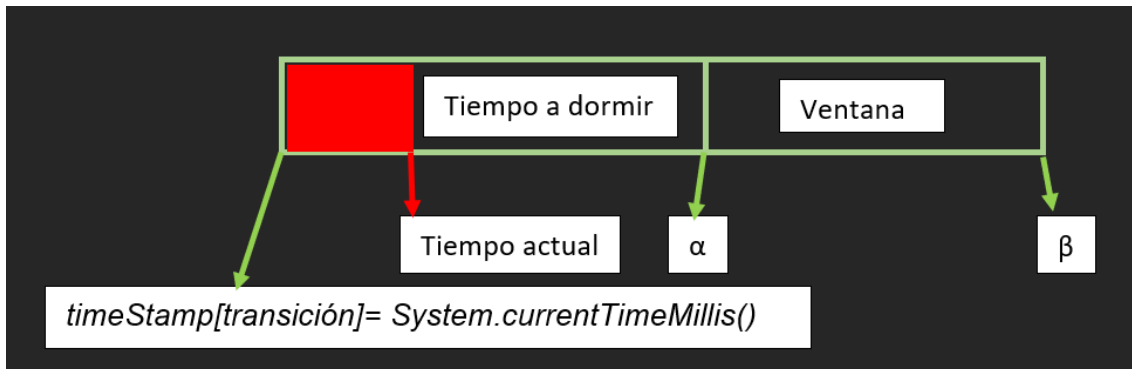 Tiempo a dormir
Ventana
Tiempo actual
α
β
timeStamp[transición]= System.currentTimeMillis()